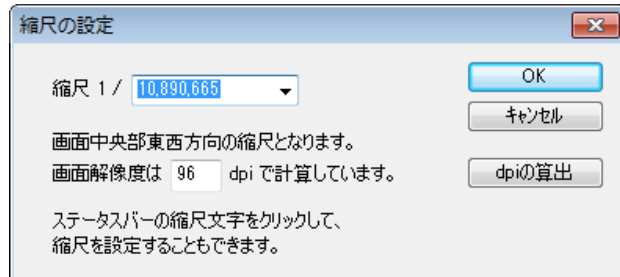 縮尺の設定
縮尺 1 / 10,890,665
OK
キャンセル
画面中央部東西方向の縮尺となります。
画面解像度は 96 dpi で計算しています。
dpiの算出
ステータスバーの縮尺文字をクリックして、
縮尺を設定することもできます。